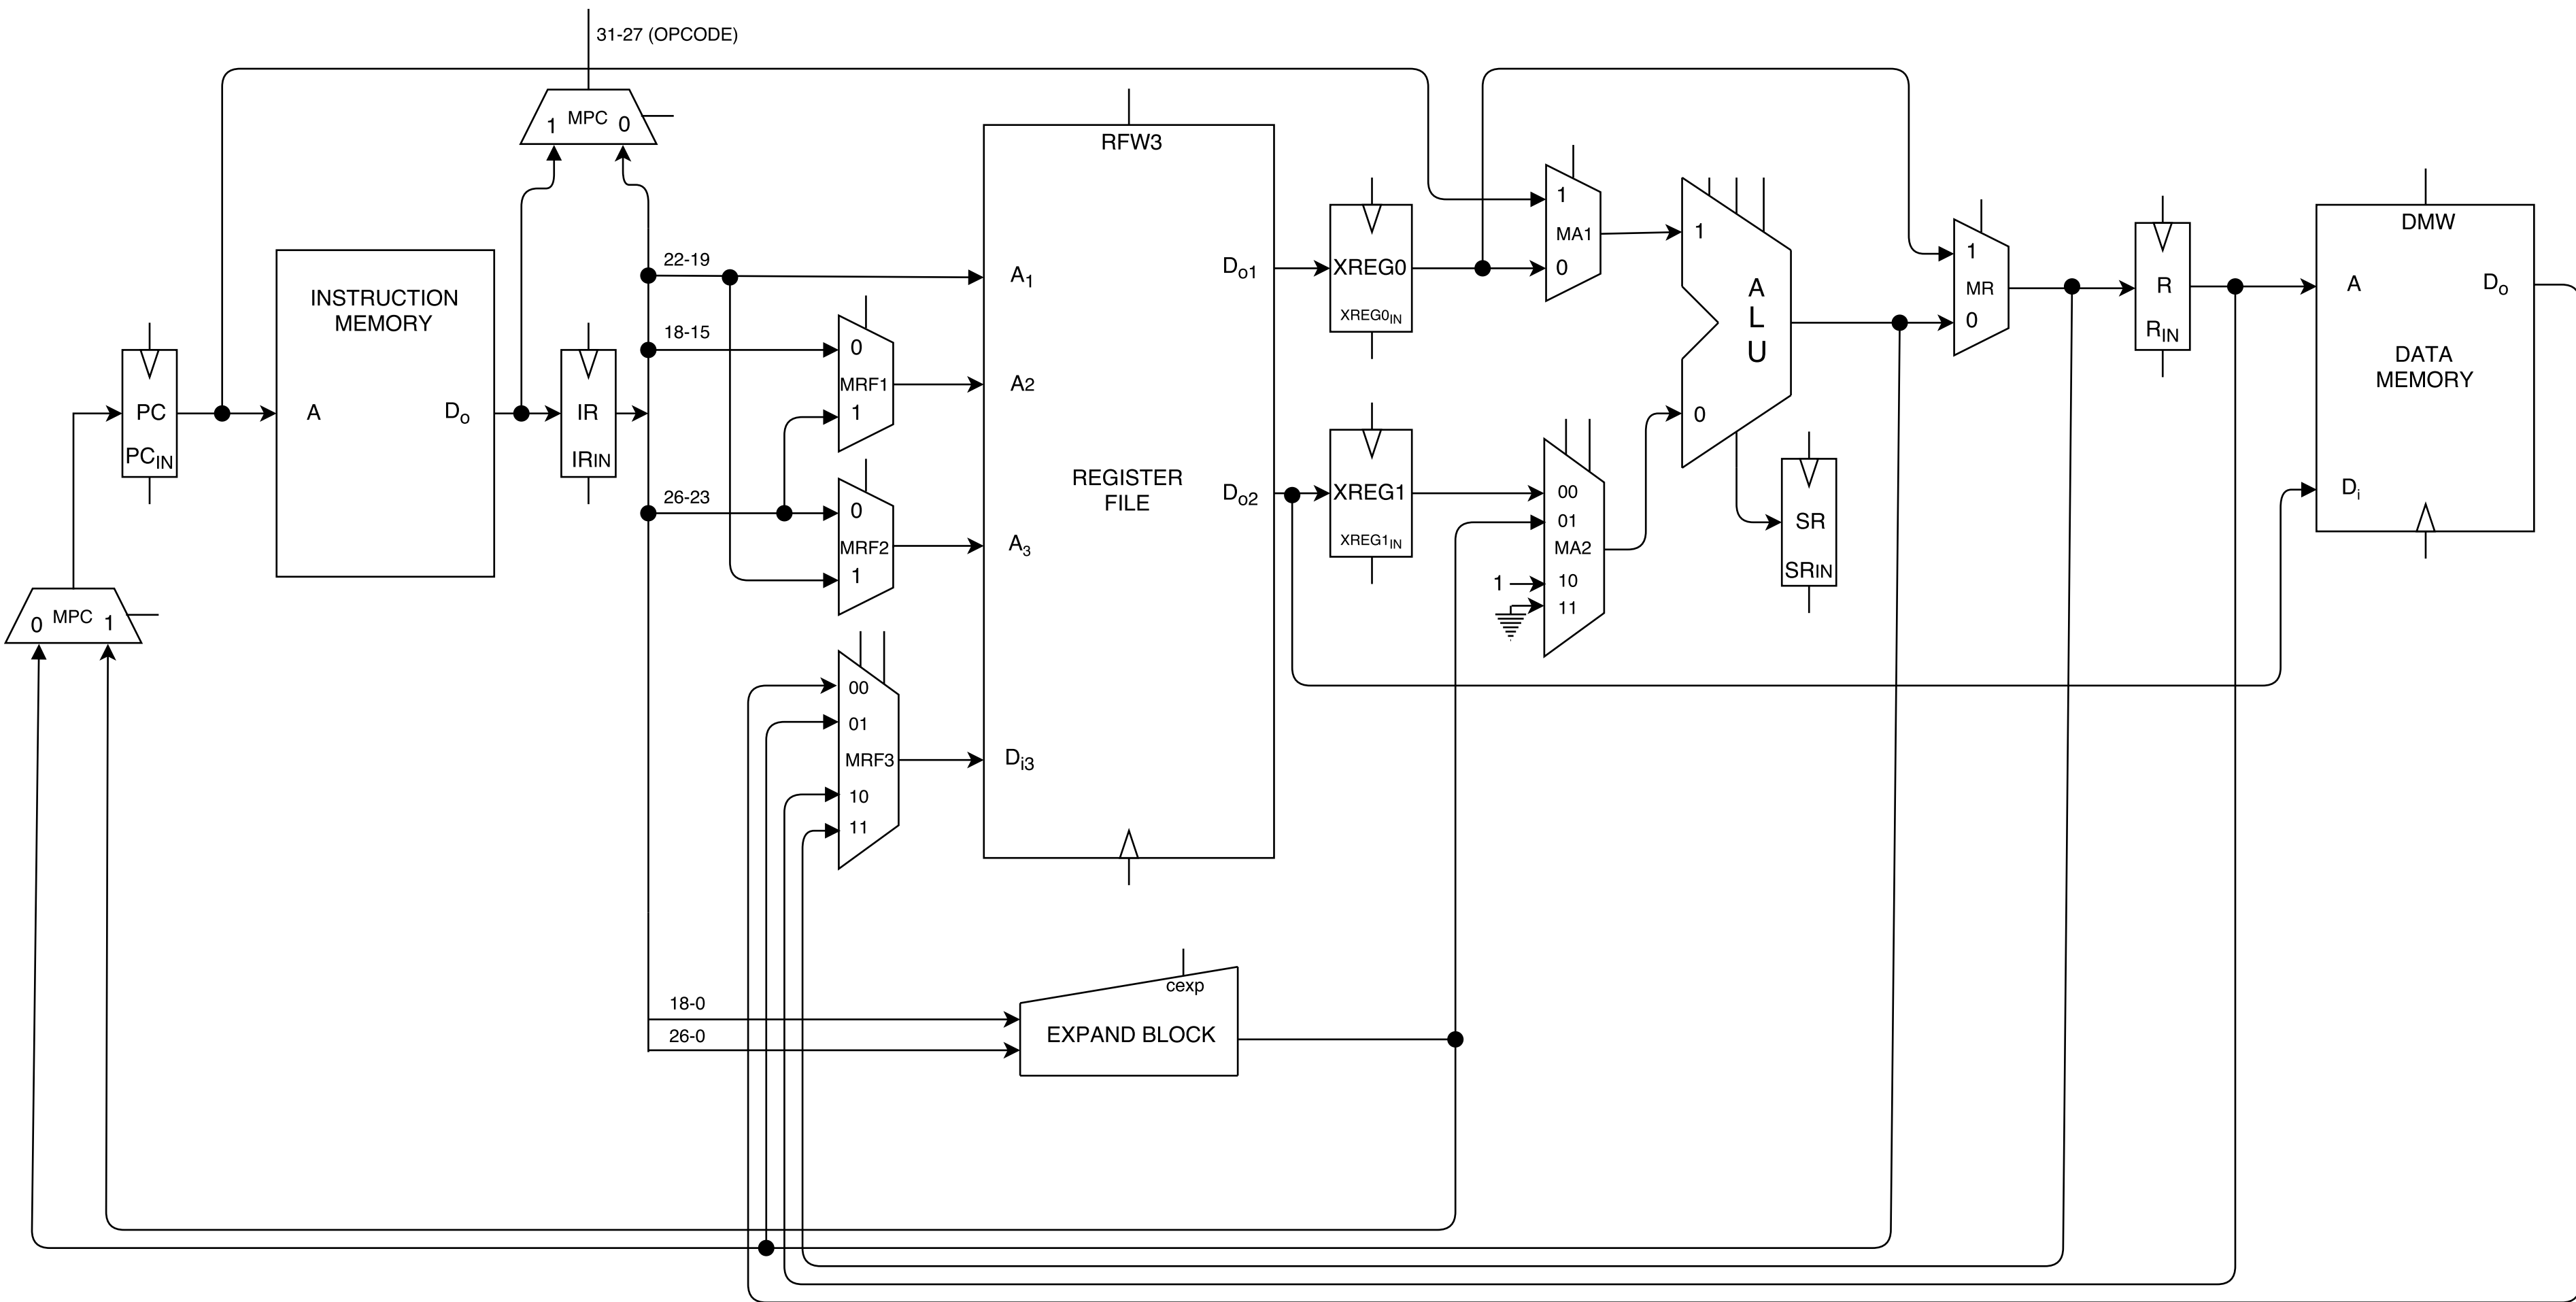 31-27 (OPCODE)
1 MPC 0
INSTRUCTION
MEMORY
A
Do
PC
PCIN
IR
IRIN
0 MPC 1
22-19
18-15
26-23
18-0
26-0
0
MRF1
1
0
MRF2
1
00
01
MRF3
10
11
RFW3
A1
A2
A3
Di3
REGISTER
FILE
Do1
Do2
cexp
EXPAND BLOCK
XREG0
XREG0IN
XREG1
XREG1IN
1
MA1
0
00
01
MA2
1
10
11
1
A
L
U
0
SR
SRIN
1
MR
0
R
RIN
DMW
A
Do
DATA
MEMORY
Di